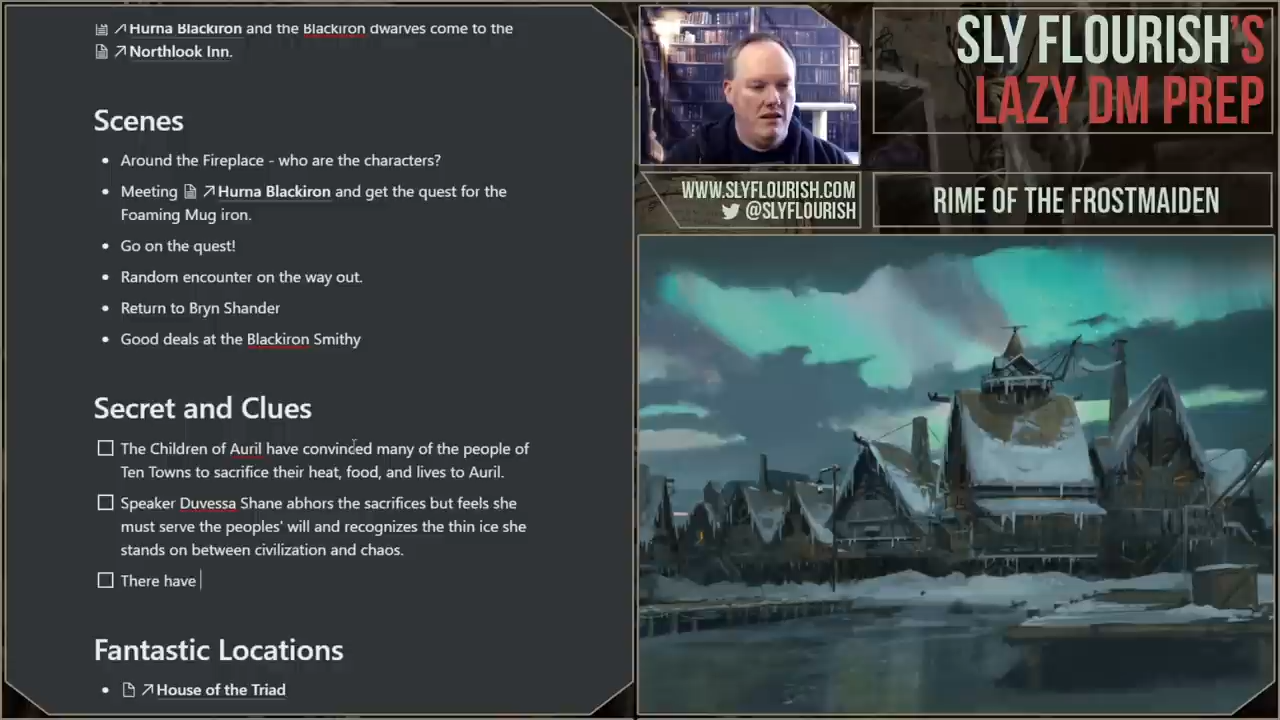 Hurna Blackiron and the Blackiron dwarves come to the
Northlook Inn.
Scenes
• Around the Fireplace - who are the characters?
• Meeting Hurna Blackiron and get the quest for the
Foaming Mug iron.
• Go on the quest!
• Random encounter on the way out.
• Return to Bryn Shander
• Good deals at the Blackiron Smithy
Secret and Clues
The Children of Auril have convinced many of the people of
Ten Towns to sacrifice their heat, food, and lives to Auril.
Speaker Duvessa Shane abhors the sacrifices but feels she
must serve the peoples' will and recognizes the thin ice she
stands on between civilization and chaos.
There have
Fantastic Locations
• House of the Triad
SLY FLOURISH'S
LAZY DM PREP
WWW.SLYFLOURISH.COM
@SLYFLOURISH
RIME OF THE FROSTMAIDEN